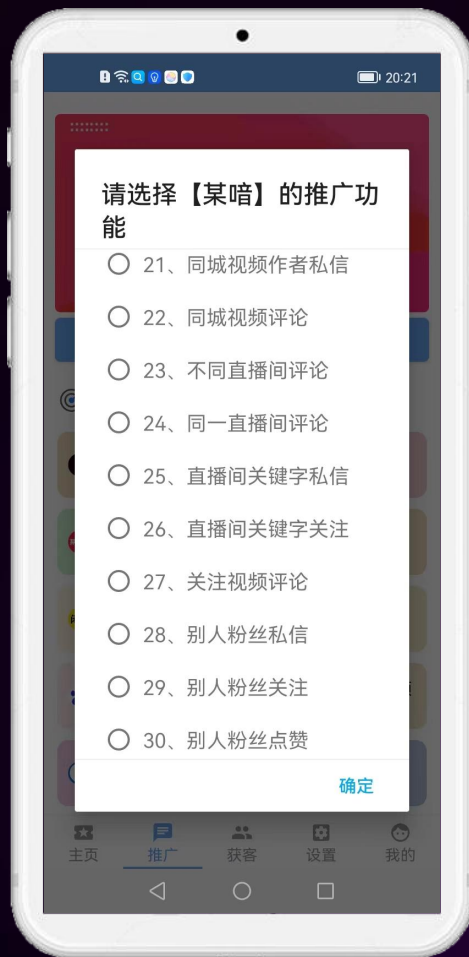 20:21
请选择【某喑】的推广功
能
21、同城视频作者私信
22、同城视频评论
23、不同直播间评论
24、同一直播间评论
25、直播间关键字私信
26、直播间关键字关注
27、关注视频评论
28、别人粉丝私信
29、别人粉丝关注
30、别人粉丝点赞
确定
主页 推广 获客 设置 我的